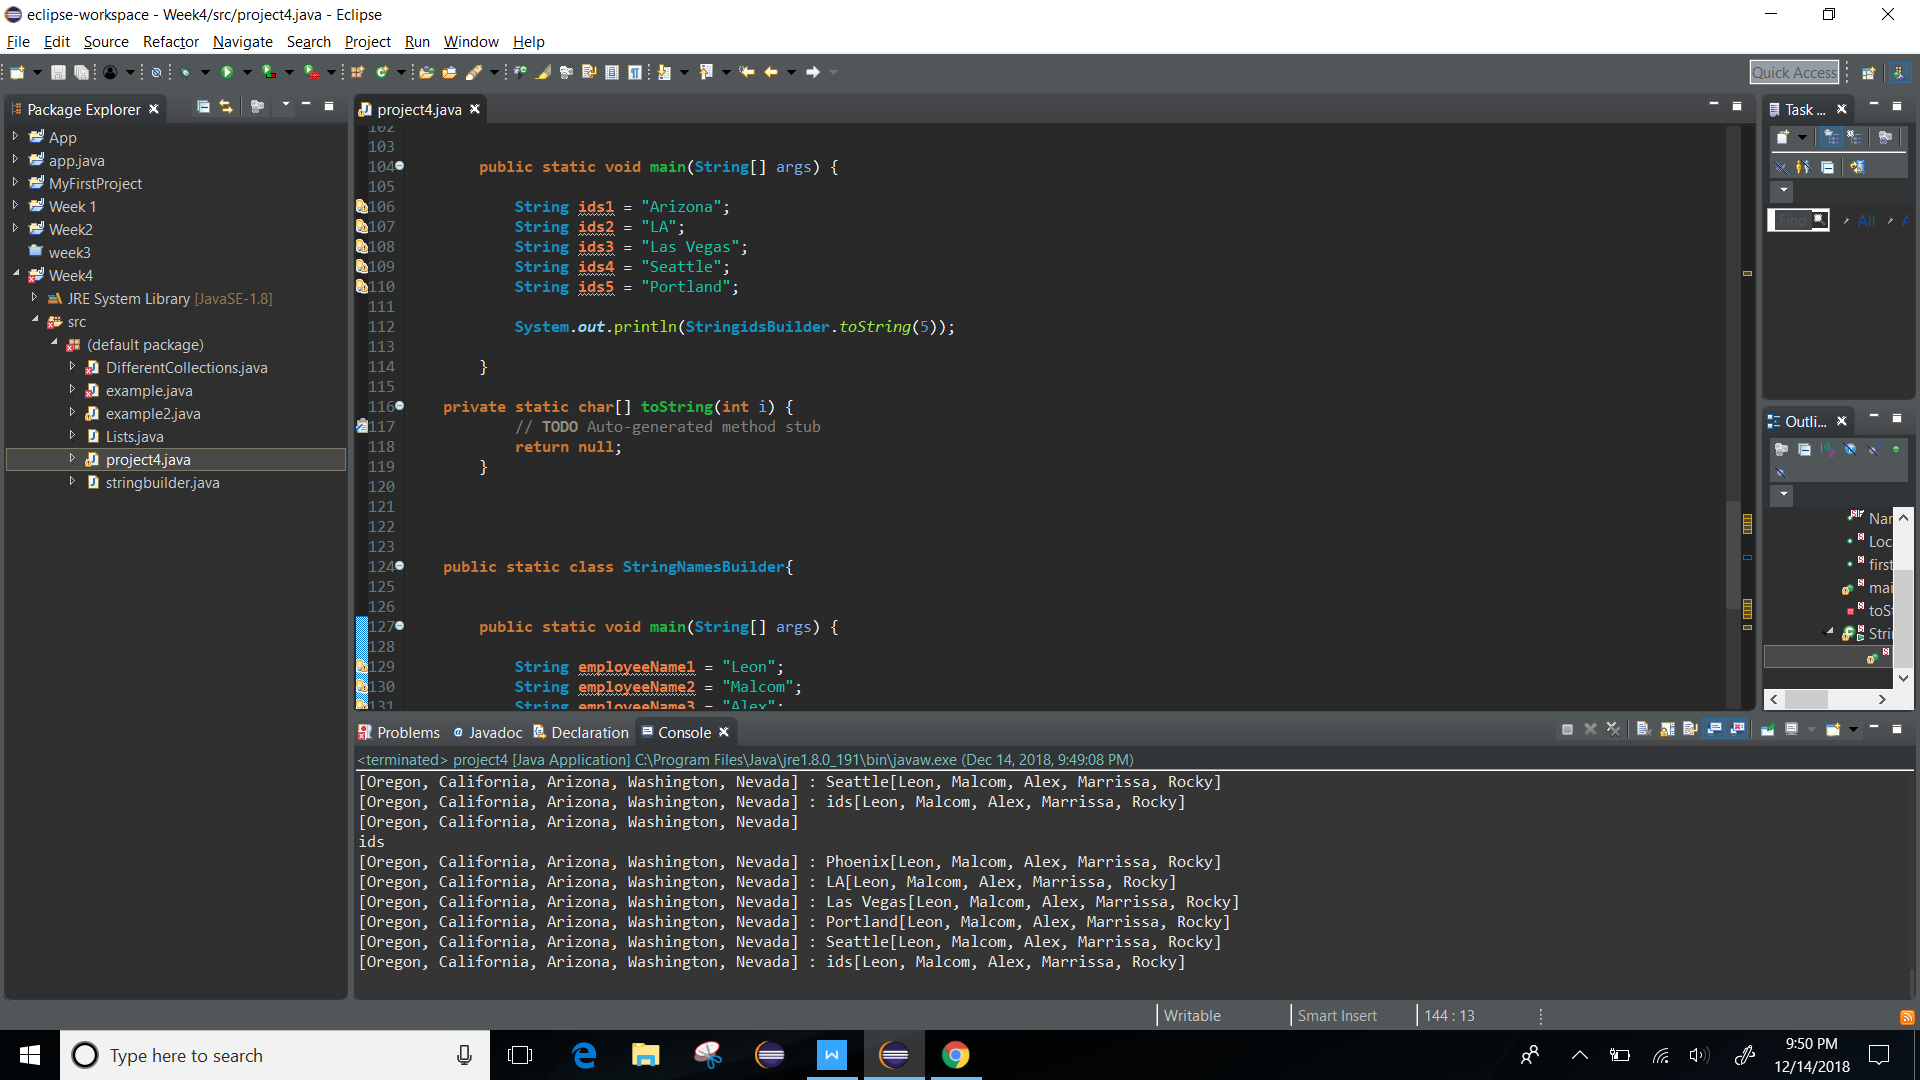 eclipse-workspace - Week4/src/project4.java - Eclipse
File Edit Source Refactor Navigate Search Project Run Window Help
Quick Access
Package Explorer
project4.java
Task ...
App
app.java
MyFirstProject
Week 1
Week2
week3
Week4
JRE System Library [JavaSE-1.8]
src
(default package)
DifferentCollections.java
example.java
example2.java
Lists.java
project4.java
stringbuilder.java
102
103
104 public static void main(String[] args) {
105
106 String ids1 = "Arizona";
107 String ids2 = "LA";
108 String ids3 = "Las Vegas";
109 String ids4 = "Seattle";
110 String ids5 = "Portland";
111
112 System.out.println(StringidsBuilder.toString(5));
113
114 }
115
116 private static char[] toString(int i) {
117 // TODO Auto-generated method stub
118 return null;
119 }
120
121
122
123
124 public static class StringNamesBuilder{
125
126
127 public static void main(String[] args) {
128
129 String employeeName1 = "Leon";
130 String employeeName2 = "Malcom";
131 String employeeName3 = "Alex";
Find All
Outli...
Nar
Loc
first
mai
toSt
Stri
Problems Javadoc Declaration Console
<terminated> project4 [Java Application] C:\Program Files\Java\jre1.8.0_191\bin\javaw.exe (Dec 14, 2018, 9:49:08 PM)
[Oregon, California, Arizona, Washington, Nevada] : Seattle[Leon, Malcom, Alex, Marrissa, Rocky]
[Oregon, California, Arizona, Washington, Nevada] : ids[Leon, Malcom, Alex, Marrissa, Rocky]
[Oregon, California, Arizona, Washington, Nevada]
ids
[Oregon, California, Arizona, Washington, Nevada] : Phoenix[Leon, Malcom, Alex, Marrissa, Rocky]
[Oregon, California, Arizona, Washington, Nevada] : LA[Leon, Malcom, Alex, Marrissa, Rocky]
[Oregon, California, Arizona, Washington, Nevada] : Las Vegas[Leon, Malcom, Alex, Marrissa, Rocky]
[Oregon, California, Arizona, Washington, Nevada] : Portland[Leon, Malcom, Alex, Marrissa, Rocky]
[Oregon, California, Arizona, Washington, Nevada] : Seattle[Leon, Malcom, Alex, Marrissa, Rocky]
[Oregon, California, Arizona, Washington, Nevada] : ids[Leon, Malcom, Alex, Marrissa, Rocky]
Writable Smart Insert 144 : 13
Type here to search
9:50 PM
12/14/2018